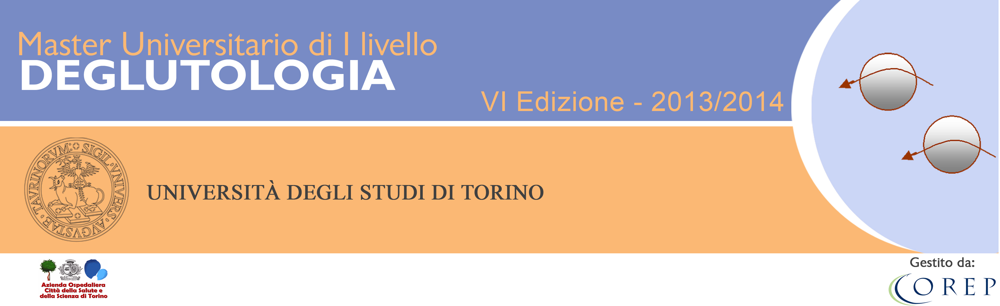 Master Universitario di I livello
DEGLUTOLOGIA
VI Edizione - 2013/2014
SIGIL · VNIVERS · AVGVSTAE · TAVRINORVM:
UNIVERSITÀ DEGLI STUDI DI TORINO
Azienda Ospedaliera
Città della Salute e
della Scienza di Torino
Gestito da:
COREP